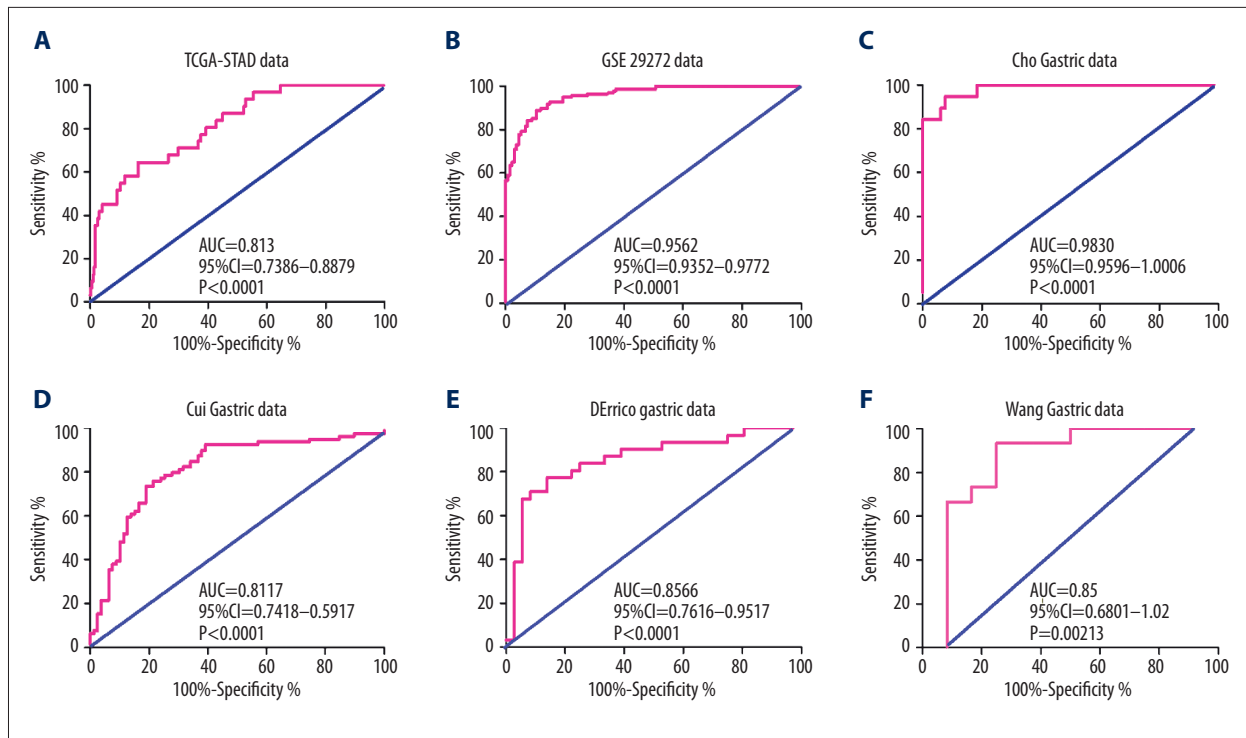 A
TCGA-STAD data
Sensitivity %
100
80
60
40
20
0
AUC=0.813
95%CI=0.7386–0.8879
P<0.0001
0 20 40 60 80 100
100%-Specificity %
B
GSE 29272 data
Sensitivity %
100
80
60
40
20
0
AUC=0.9562
95%CI=0.9352–0.9772
P<0.0001
0 20 40 60 80 100
100%-Specificity %
C
Cho Gastric data
Sensitivity %
100
80
60
40
20
0
AUC=0.9830
95%CI=0.9596–1.0006
P<0.0001
0 20 40 60 80 100
100%-Specificity %
D
Cui Gastric data
Sensitivity %
100
80
60
40
20
0
AUC=0.8117
95%CI=0.7418–0.5917
P<0.0001
0 20 40 60 80 100
100%-Specificity %
E
DErrico gastric data
Sensitivity %
100
80
60
40
20
0
AUC=0.8566
95%CI=0.7616–0.9517
P<0.0001
0 20 40 60 80 100
100%-Specificity %
F
Wang Gastric data
Sensitivity %
100
80
60
40
20
0
AUC=0.85
95%CI=0.6801–1.02
P=0.00213
0 20 40 60 80 100
100%-Specificity %